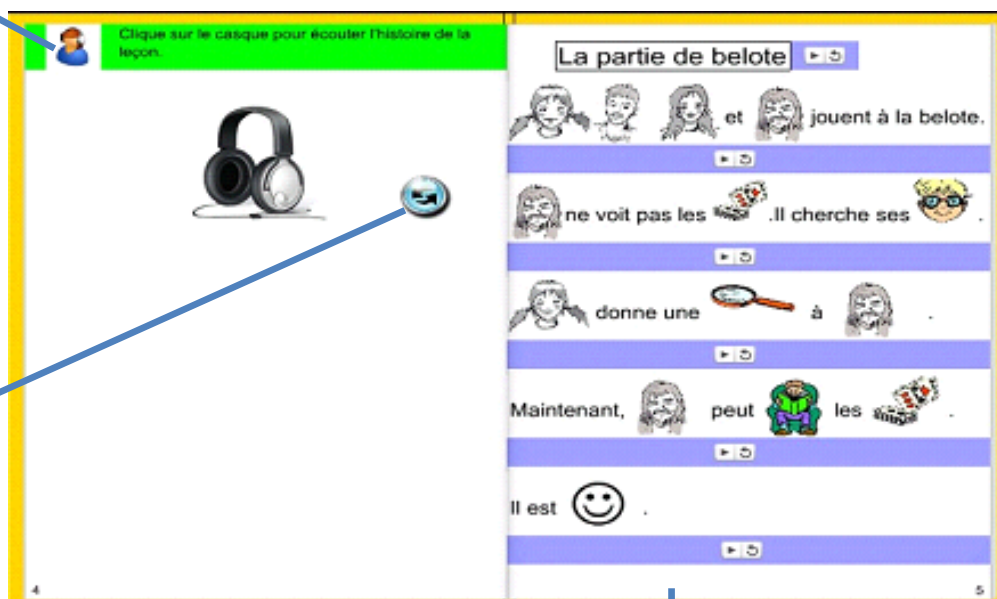 Clique sur le casque pour écouter l'histoire de la
leçon.
4
La partie de belote
et jouent à la belote.
ne voit pas les .Il cherche ses .
donne une à .
Maintenant, peut les .
Il est .
5